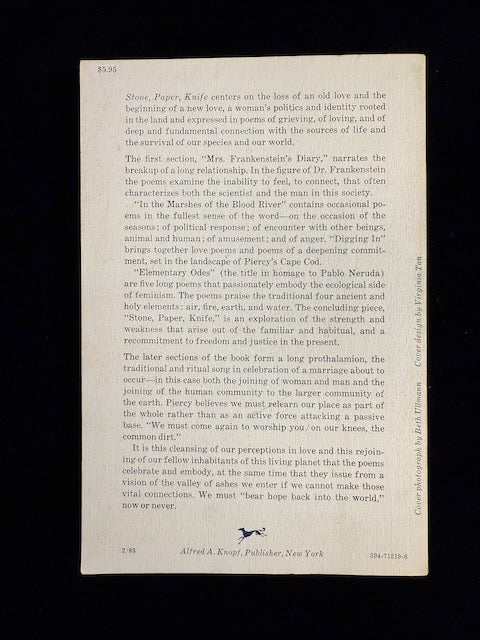 $5.95
Stone, Paper, Knife centers on the loss of an old love and the
beginning of a new love, a woman's politics and identity rooted
in the land and expressed in poems of grieving, of loving, and of
deep and fundamental connection with the sources of life and
the survival of our species and our world.
The first section, "Mrs. Frankenstein's Diary," narrates the
breakup of a long relationship. In the figure of Dr. Frankenstein
the poems examine the inability to feel, to connect, that often
characterizes both the scientist and the man in this society.
"In the Marshes of the Blood River" contains occasional po-
ems in the fullest sense of the word—on the occasion of the
seasons; of political response; of encounter with other beings,
animal and human; of amusement; and of anger. "Digging In"
brings together love poems and poems of a deepening commit-
ment, set in the landscape of Piercy's Cape Cod.
"Elementary Odes" (the title in homage to Pablo Neruda)
are five long poems that passionately embody the ecological side
of feminism. The poems praise the traditional four ancient and
holy elements: air, fire, earth, and water. The concluding piece,
"Stone, Paper, Knife," is an exploration of the strength and
weakness that arise out of the familiar and habitual, and a
recommitment to freedom and justice in the present.
The later sections of the book form a long prothalamion, the
traditional and ritual song in celebration of a marriage about to
occur—in this case both the joining of woman and man and the
joining of the human community to the larger community of
the earth. Piercy believes we must relearn our place as part of
the whole rather than as an active force attacking a passive
base. "We must come again to worship you/on our knees, the
common dirt."
It is this cleansing of our perceptions in love and this rejoin-
ing of our fellow inhabitants of this living planet that the poems
celebrate and embody, at the same time that they issue from a
vision of the valley of ashes we enter if we cannot make those
vital connections. We must "bear hope back into the world,"
now or never.
2/83
Alfred A. Knopf, Publisher, New York
394-71219-6
Cover photograph by Beth Ullmann Cover design by Virginia Tan